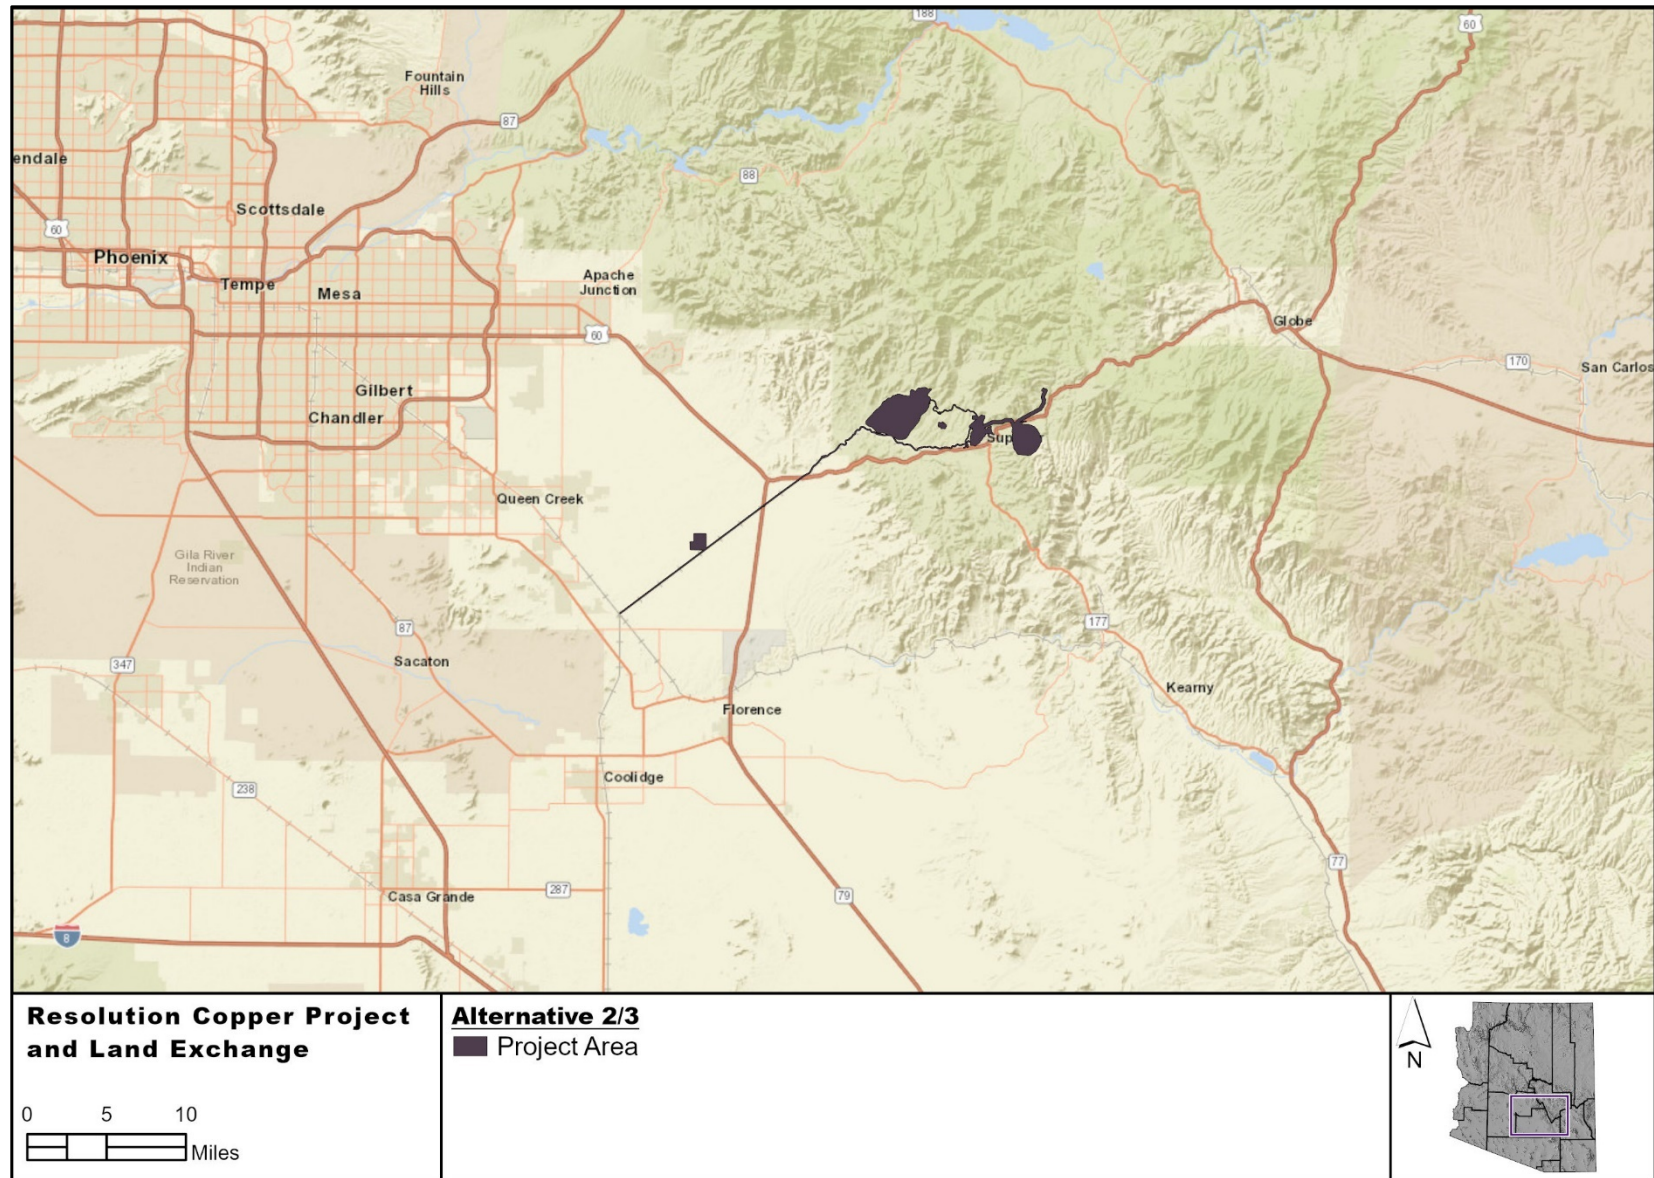 188
60
Fountain
Hills
87
endale
88
Scottsdale
60
Phoenix
Tempe
Mesa
Apache
Junction
60
Globe
170
San Carlos
Gilbert
Chandler
Sup
Queen Creek
Gila River
Indian
Reservation
87
177
347
Sacaton
Kearny
Florence
Coolidge
238
77
Casa Grande
287
79
8
Resolution Copper Project
and Land Exchange
0 5 10
Miles
Alternative 2/3
Project Area
N